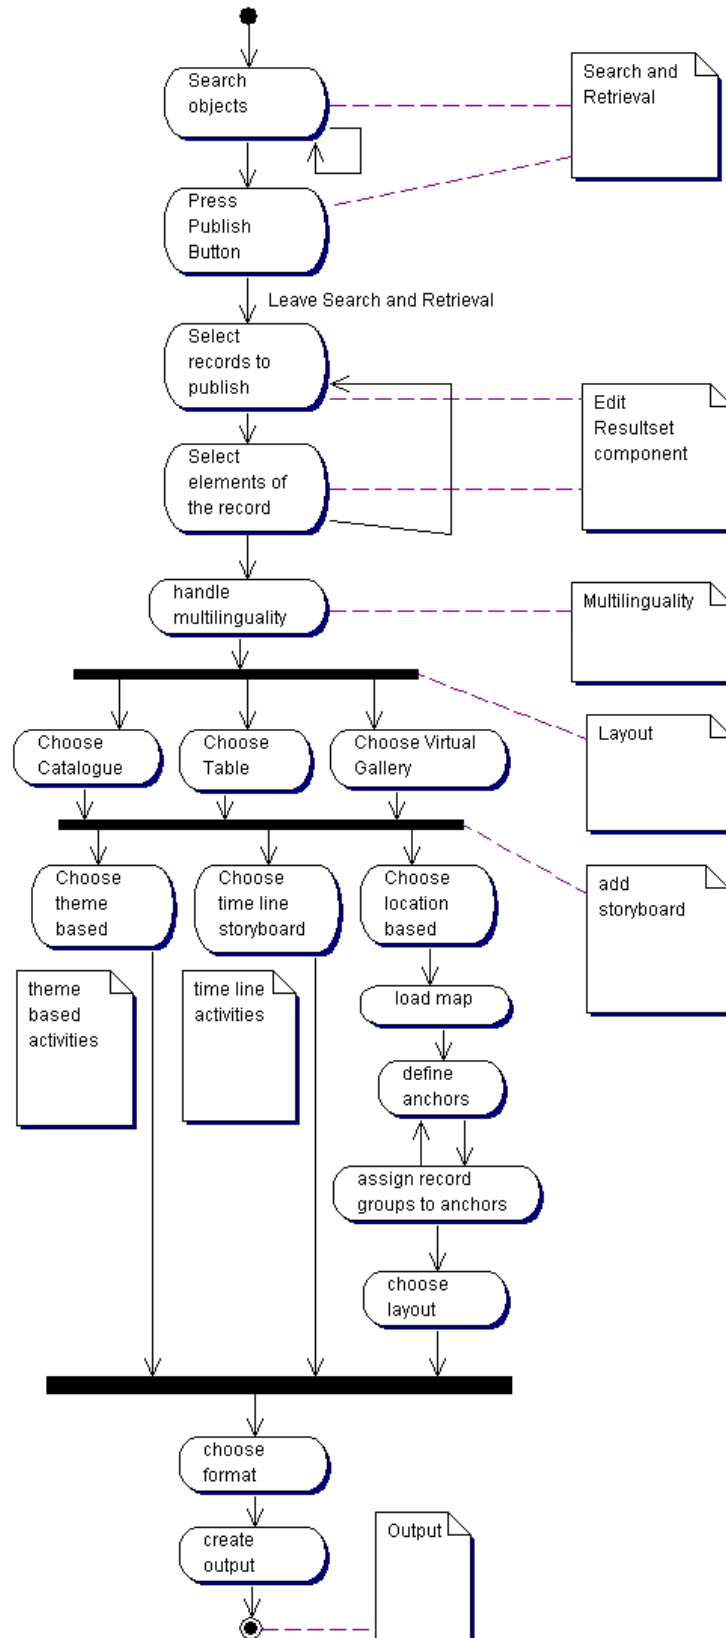 Search
objects
Search and
Retrieval
Press
Publish
Button
Leave Search and Retrieval
Select
records to
publish
Edit
Resultset
component
Select
elements of
the record
handle
multilinguality
Multilinguality
Choose
Catalogue
Choose
Table
Choose Virtual
Gallery
Layout
Choose
theme
based
Choose
time line
storyboard
Choose
location
based
add
storyboard
theme
based
activities
time line
activities
load map
define
anchors
assign record
groups to anchors
choose
layout
choose
format
create
output
Output